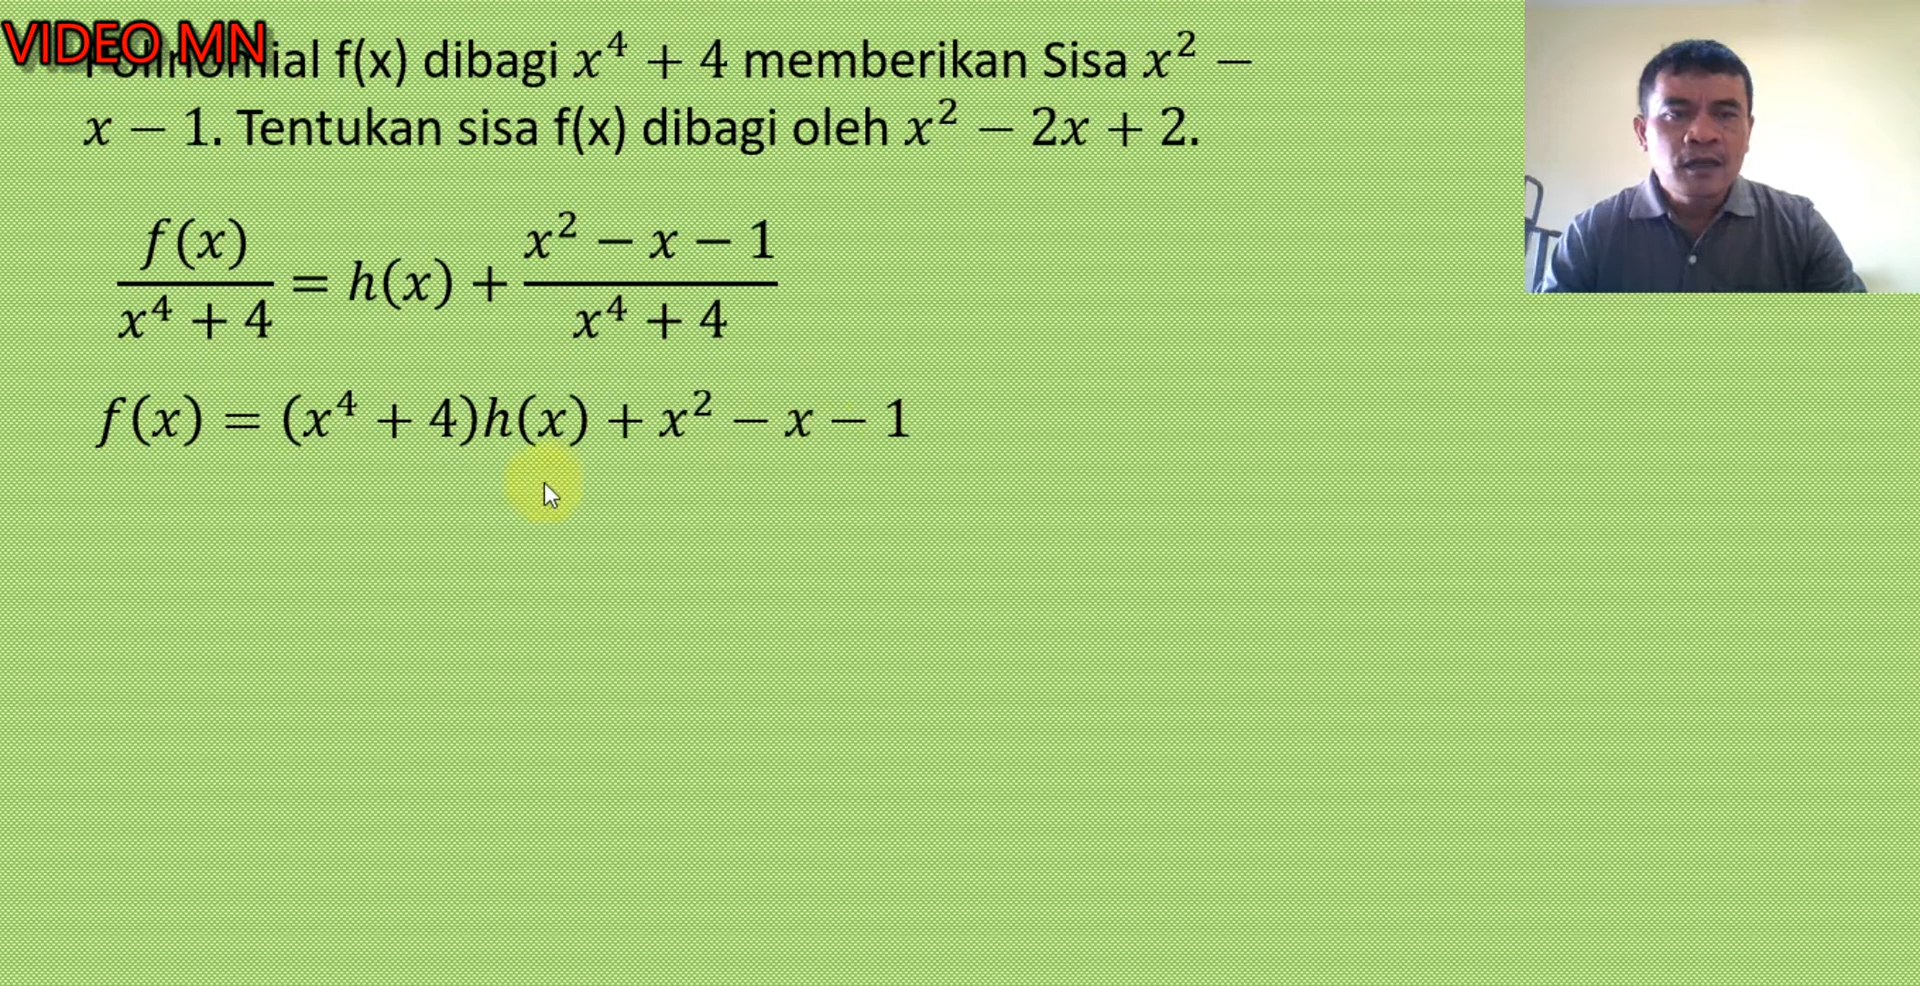 VIDEO MN
Polinomial f(x) dibagi x⁴ + 4 memberikan Sisa x² −
x − 1. Tentukan sisa f(x) dibagi oleh x² − 2x + 2.
f(x)/(x⁴ + 4) = h(x) + (x² − x − 1)/(x⁴ + 4)
f(x) = (x⁴ + 4)h(x) + x² − x − 1